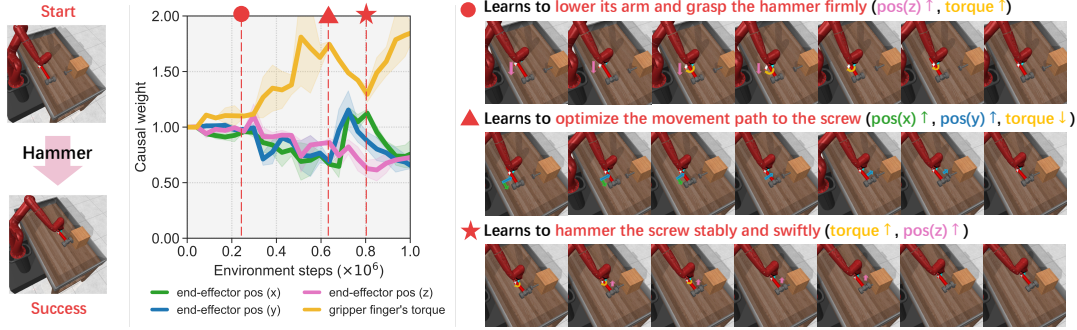 Start
Hammer
Success
Causal weight
2.00
1.50
1.00
0.50
0.00
0.0 0.2 0.4 0.6 0.8 1.0
Environment steps (×10⁶)
end-effector pos (x) end-effector pos (z)
end-effector pos (y) gripper finger's torque
Learns to lower its arm and grasp the hammer firmly (pos(z) ↑, torque ↑)
Learns to optimize the movement path to the screw (pos(x) ↑, pos(y) ↑, torque ↓)
Learns to hammer the screw stably and swiftly (torque ↑, pos(z) ↑)